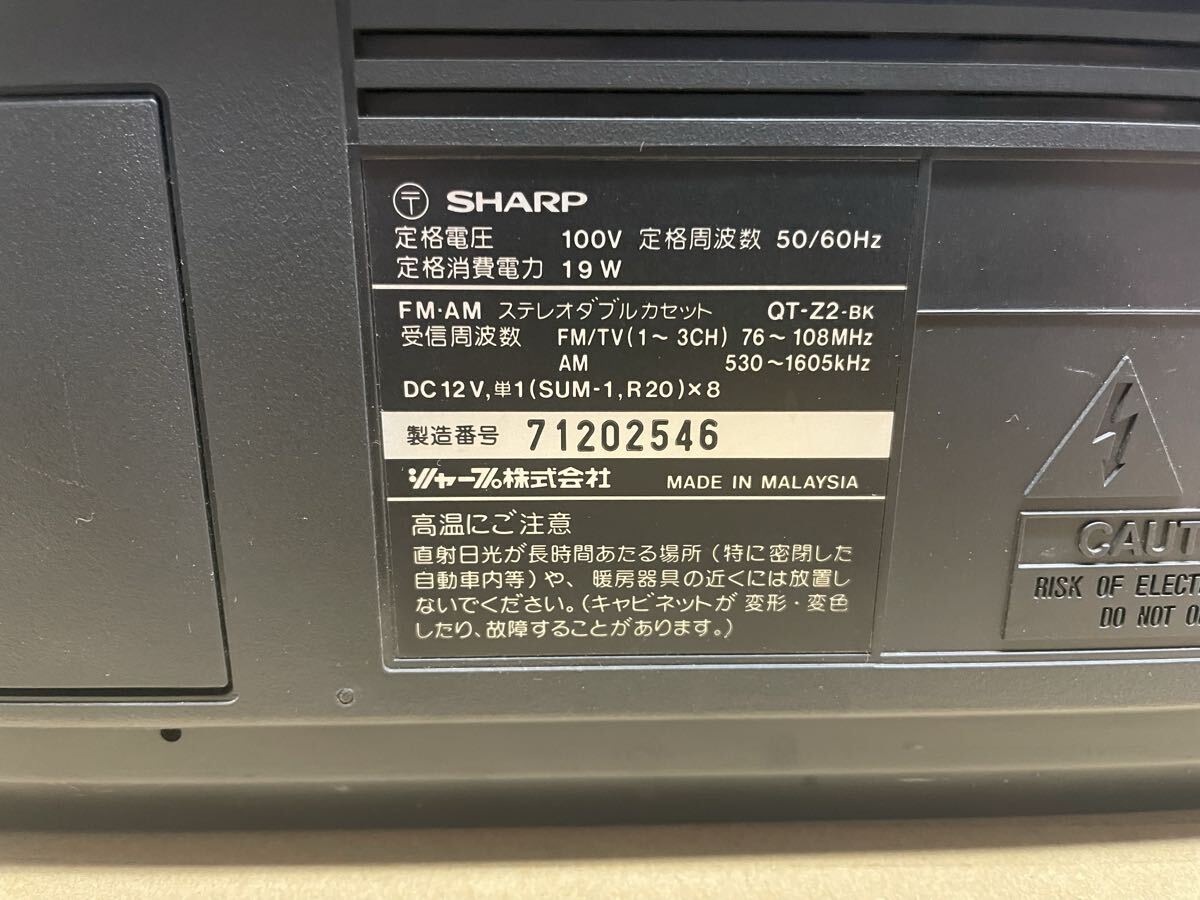 〒 SHARP
定格電圧 100V 定格周波数 50/60Hz
定格消費電力 19W
FM·AM ステレオダブルカセット QT-Z2-BK
受信周波数 FM/TV(1～3CH) 76～108MHz
AM 530～1605kHz
DC12V,単1(SUM-1,R20)×8
製造番号 71202546
シャープ株式会社 MADE IN MALAYSIA
高温にご注意
直射日光が長時間あたる場所(特に密閉した
自動車内等)や、暖房器具の近くには放置し
ないでください。(キャビネットが変形・変色
したり、故障することがあります。)
CAUT
RISK OF ELECT
DO NOT O